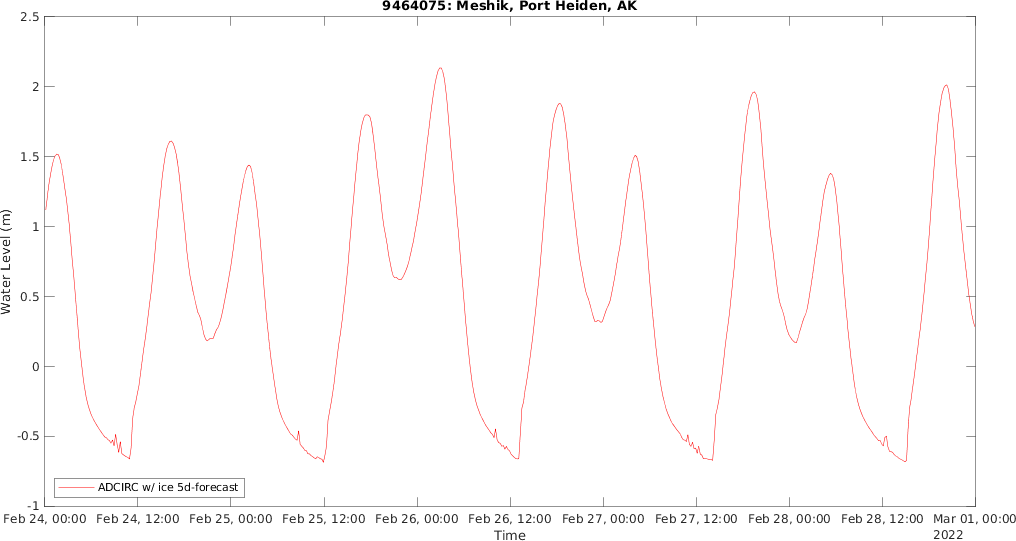 9464075: Meshik, Port Heiden, AK
2.5
2
1.5
1
0.5
0
-0.5
-1
Water Level (m)
ADCIRC w/ ice 5d-forecast
Feb 24, 00:00 Feb 24, 12:00 Feb 25, 00:00 Feb 25, 12:00 Feb 26, 00:00 Feb 26, 12:00 Feb 27, 00:00 Feb 27, 12:00 Feb 28, 00:00 Feb 28, 12:00 Mar 01, 00:00
2022
Time